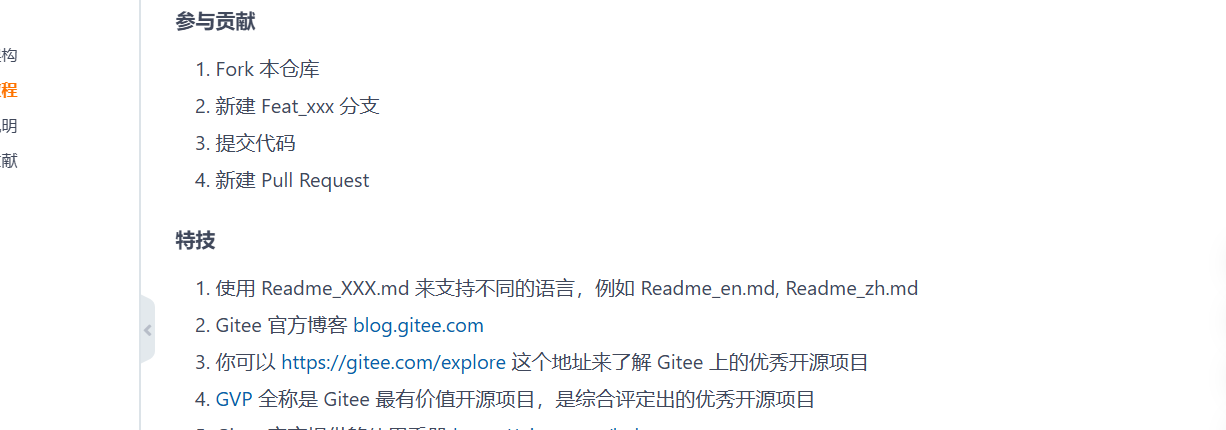 参与贡献
1. Fork 本仓库
2. 新建 Feat_xxx 分支
3. 提交代码
4. 新建 Pull Request
特技
1. 使用 Readme_XXX.md 来支持不同的语言，例如 Readme_en.md, Readme_zh.md
2. Gitee 官方博客 blog.gitee.com
3. 你可以 https://gitee.com/explore 这个地址来了解 Gitee 上的优秀开源项目
4. GVP 全称是 Gitee 最有价值开源项目，是综合评定出的优秀开源项目
构
程
明
献